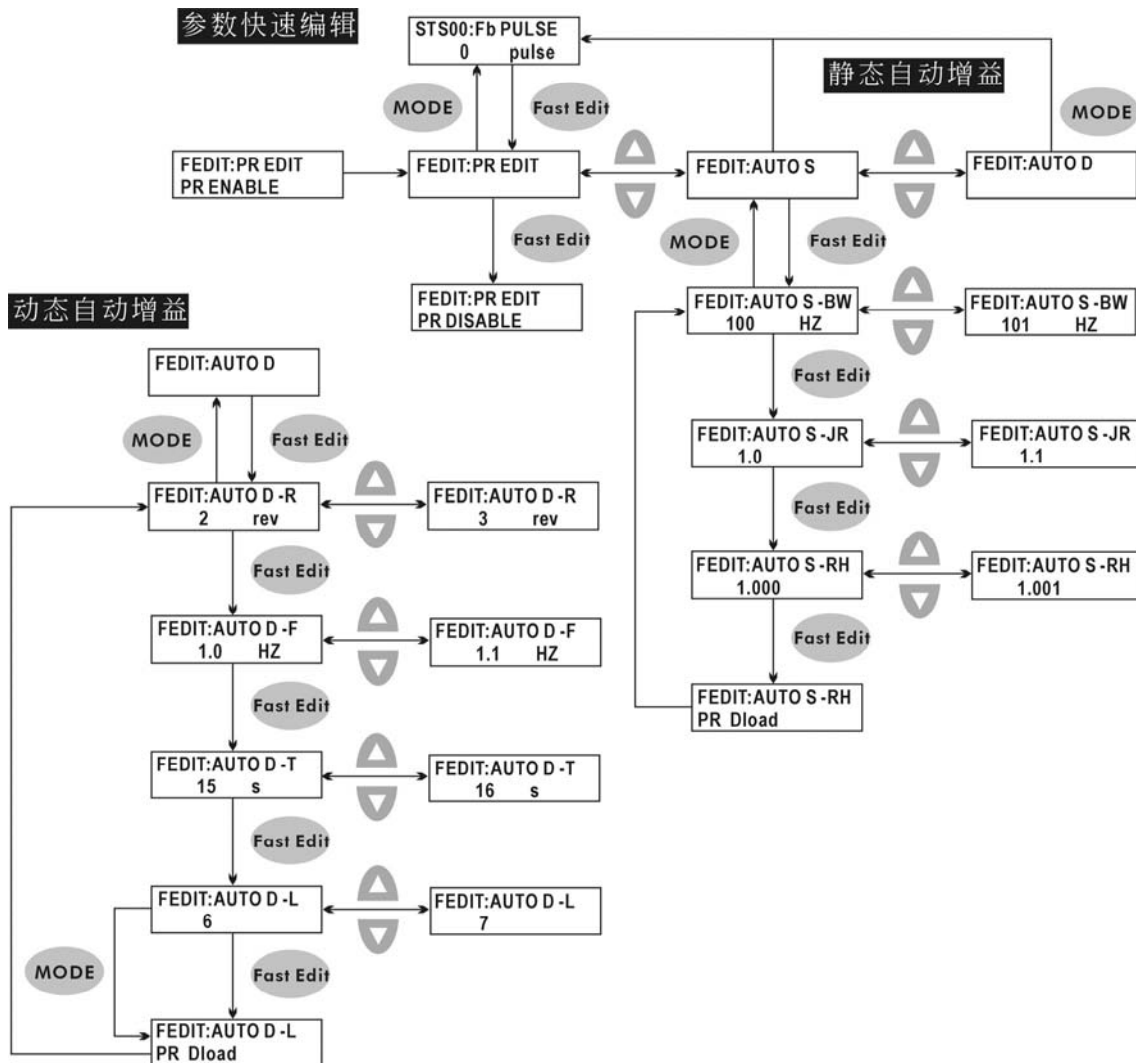 参数快速编辑
STS00:Fb PULSE
0 pulse
静态自动增益
MODE
Fast Edit
MODE
FEDIT:PR EDIT
PR ENABLE
FEDIT:PR EDIT
FEDIT:AUTO S
FEDIT:AUTO D
Fast Edit
MODE
Fast Edit
动态自动增益
FEDIT:PR EDIT
PR DISABLE
FEDIT:AUTO S -BW
100 HZ
FEDIT:AUTO S -BW
101 HZ
FEDIT:AUTO D
Fast Edit
MODE
Fast Edit
FEDIT:AUTO S -JR
1.0
FEDIT:AUTO S -JR
1.1
FEDIT:AUTO D -R
2 rev
FEDIT:AUTO D -R
3 rev
Fast Edit
Fast Edit
FEDIT:AUTO S -RH
1.000
FEDIT:AUTO S -RH
1.001
FEDIT:AUTO D -F
1.0 HZ
FEDIT:AUTO D -F
1.1 HZ
Fast Edit
Fast Edit
FEDIT:AUTO S -RH
PR Dload
FEDIT:AUTO D -T
15 s
FEDIT:AUTO D -T
16 s
Fast Edit
FEDIT:AUTO D -L
6
FEDIT:AUTO D -L
7
MODE
Fast Edit
FEDIT:AUTO D -L
PR Dload